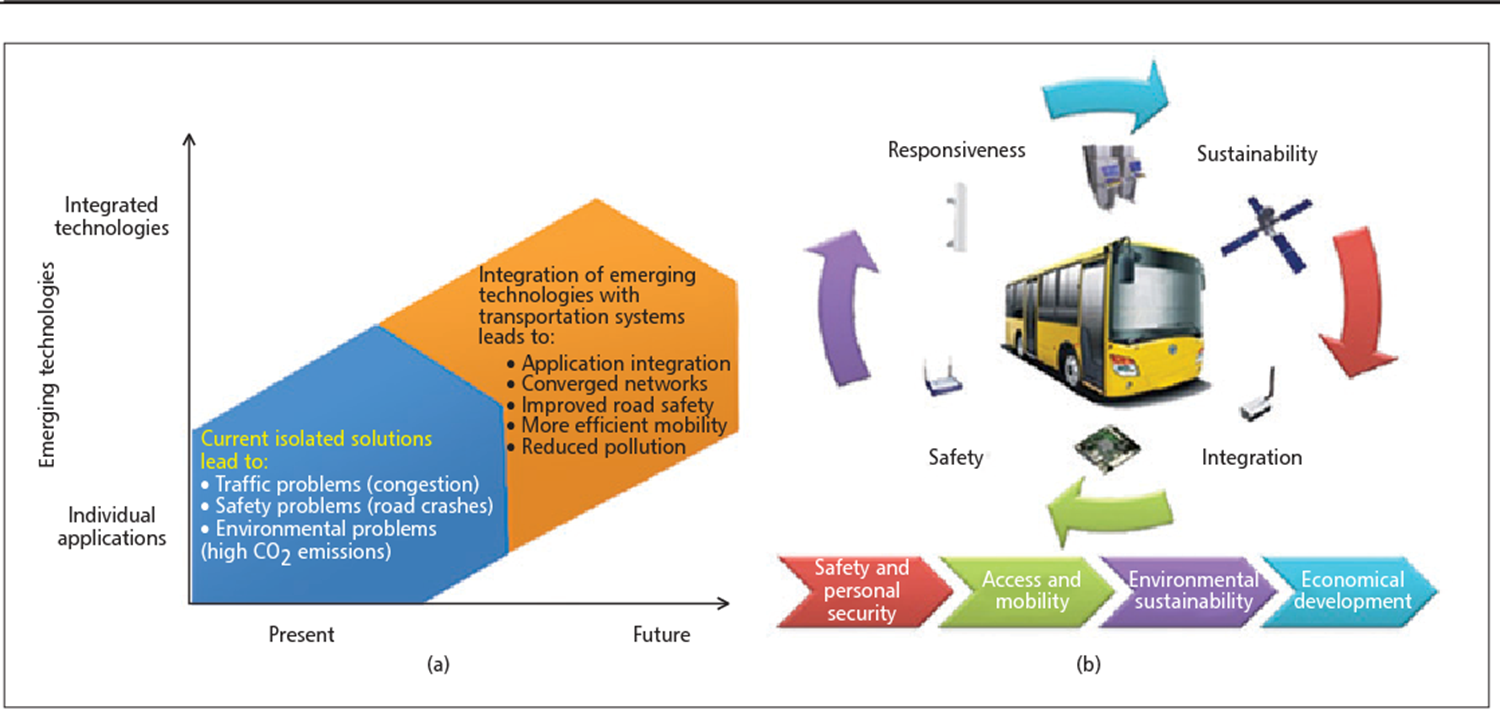 Integrated
technologies
Emerging technologies
Individual
applications
Integration of emerging
technologies with
transportation systems
leads to:
• Application integration
• Converged networks
• Improved road safety
• More efficient mobility
• Reduced pollution
Current isolated solutions
lead to:
• Traffic problems (congestion)
• Safety problems (road crashes)
• Environmental problems
(high CO2 emissions)
Present
Future
(a)
Responsiveness
Sustainability
Safety
Integration
Safety and
personal
security
Access and
mobility
Environmental
sustainability
Economical
development
(b)